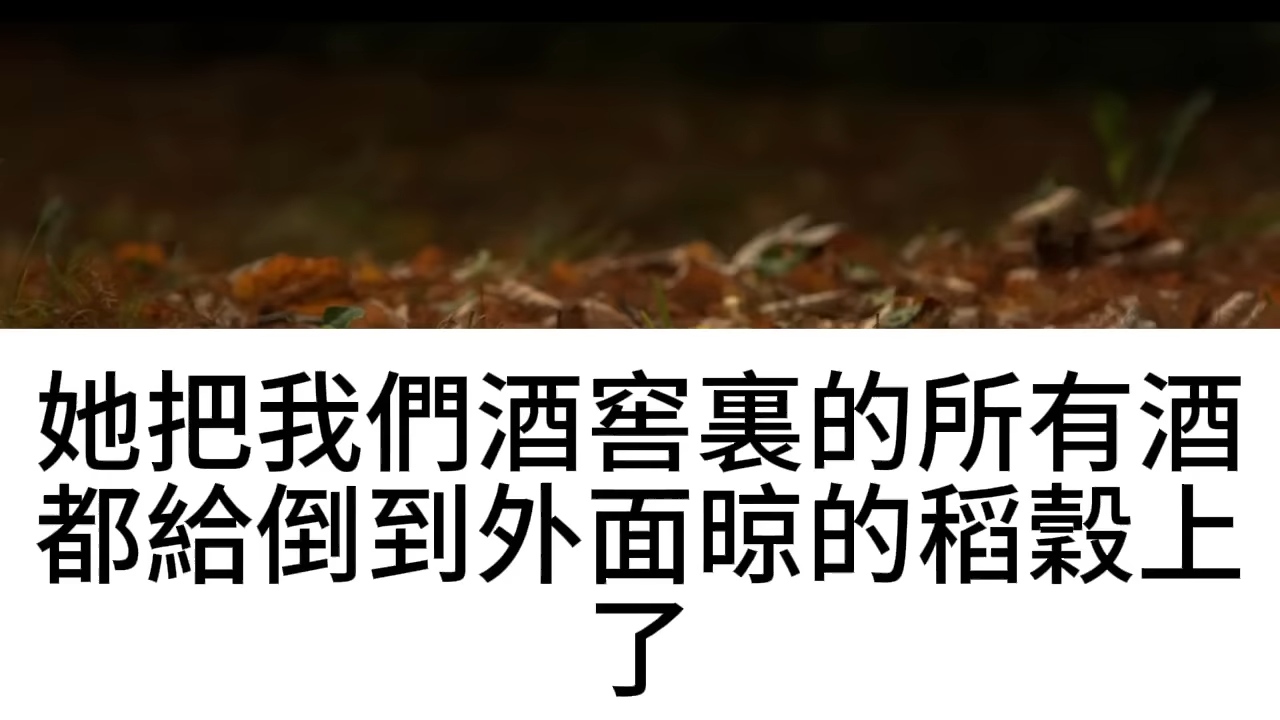 她把我們酒窖裏的所有酒
都給倒到外面晾的稻穀上
了